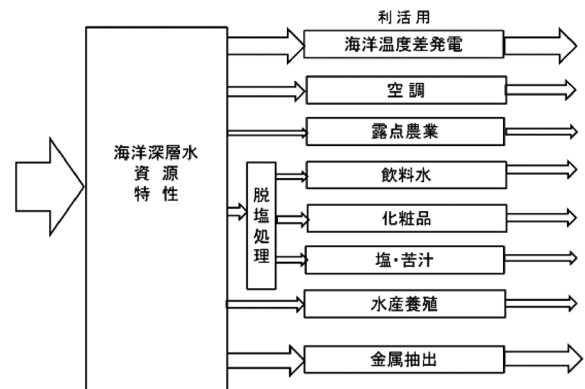 利活用
海洋温度差発電
空調
露点農業
海洋深層水
資源
特性
脱塩処理
飲料水
化粧品
塩・苦汁
水産養殖
金属抽出